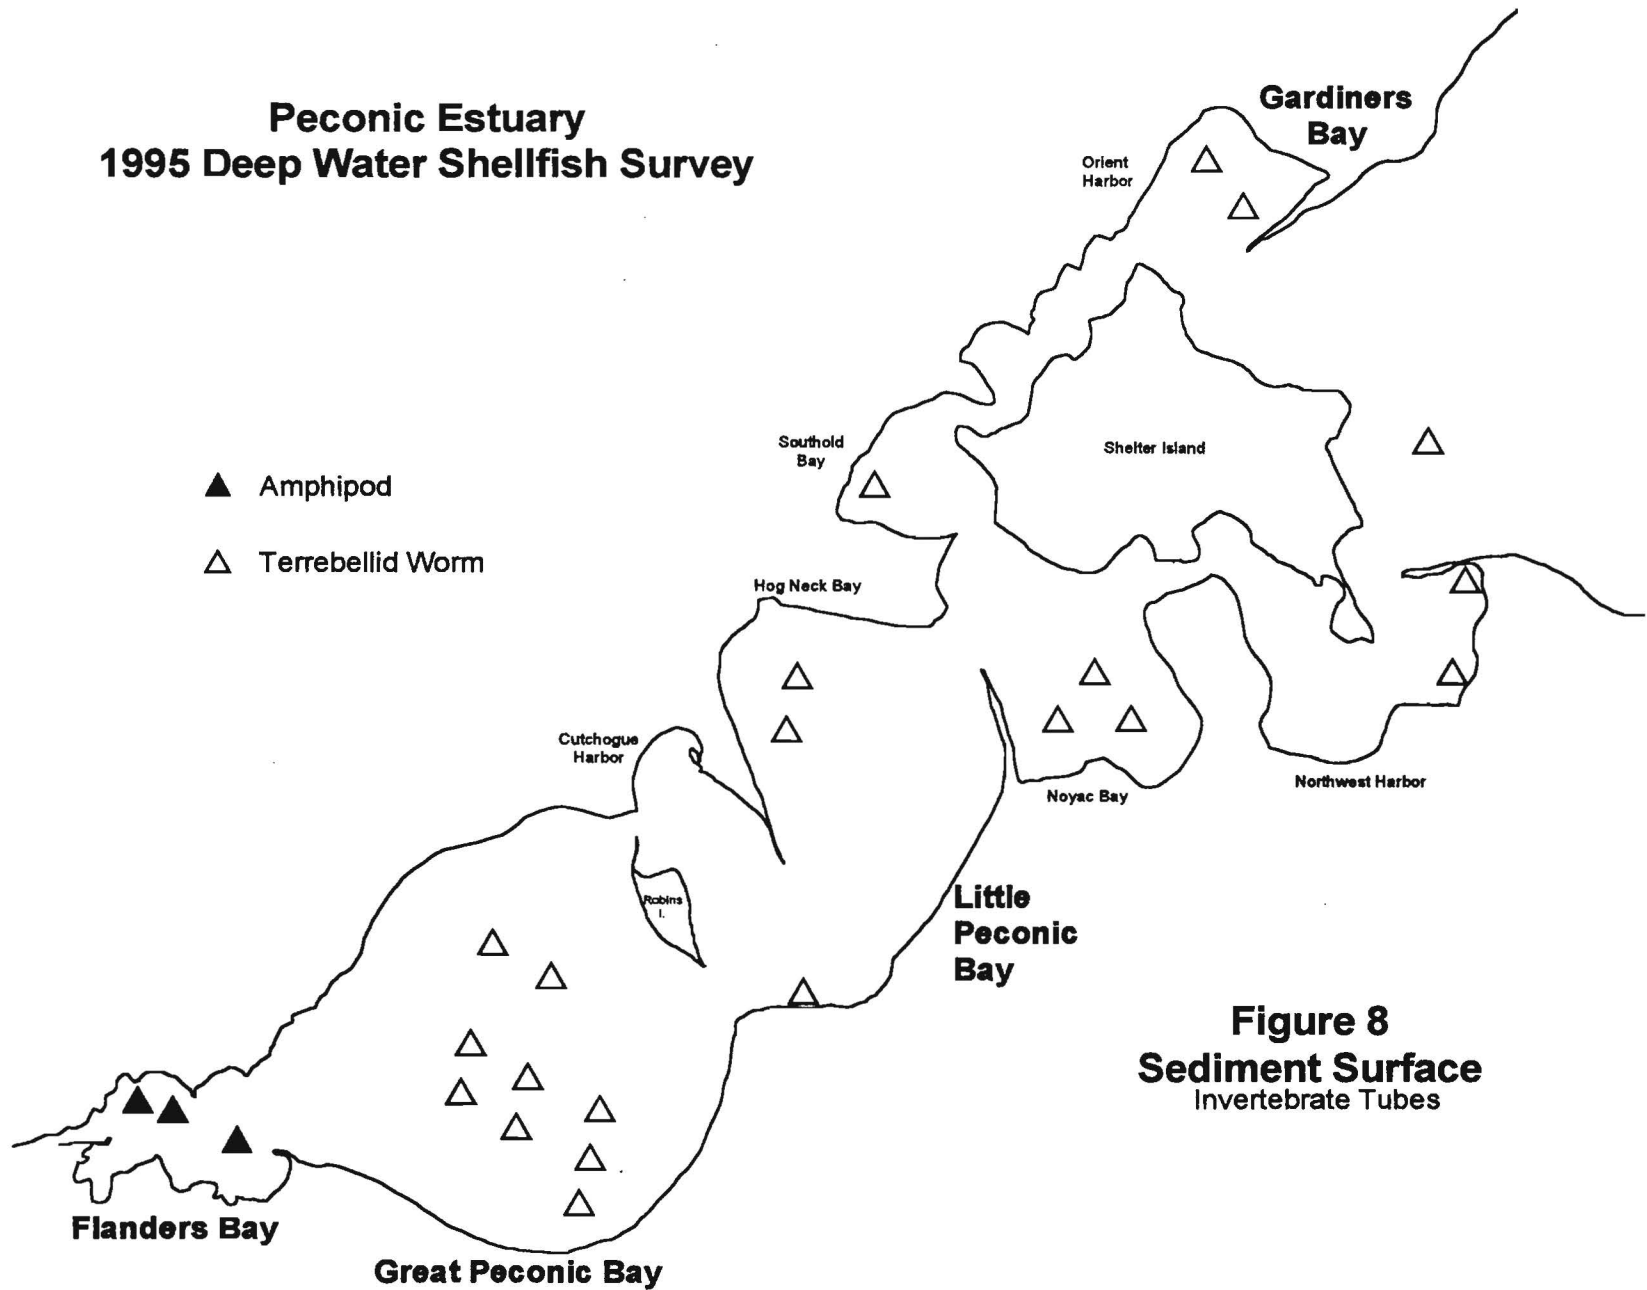 Peconic Estuary
1995 Deep Water Shellfish Survey
Gardiners
Bay
Orient
Harbor
Southold
Bay
Shelter Island
Amphipod
Terrebellid Worm
Hog Neck Bay
Cutchogue
Harbor
Noyac Bay
Northwest Harbor
Robins
I.
Little
Peconic
Bay
Figure 8
Sediment Surface
Invertebrate Tubes
Flanders Bay
Great Peconic Bay